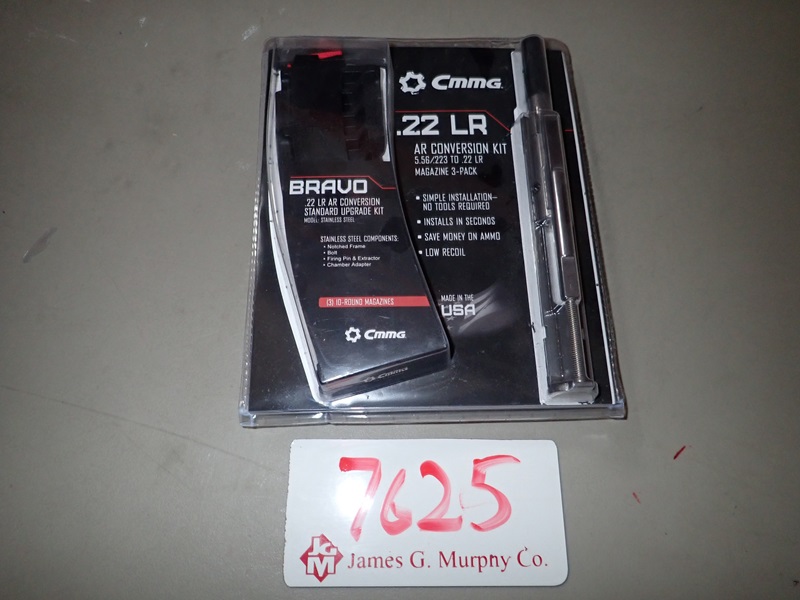 CMMG
.22 LR
AR CONVERSION KIT
5.56/.223 TO .22 LR
MAGAZINE 3-PACK
SIMPLE INSTALLATION–
NO TOOLS REQUIRED
INSTALLS IN SECONDS
SAVE MONEY ON AMMO
LOW RECOIL
MADE IN THE
USA
BRAVO
.22 LR AR CONVERSION
STANDARD UPGRADE KIT
MODEL: STAINLESS STEEL
STAINLESS STEEL COMPONENTS:
• Notched Frame
• Bolt
• Firing Pin & Extractor
• Chamber Adapter
(3) 10-ROUND MAGAZINES
CMMG
CMMG
7625
JGM
James G. Murphy Co.